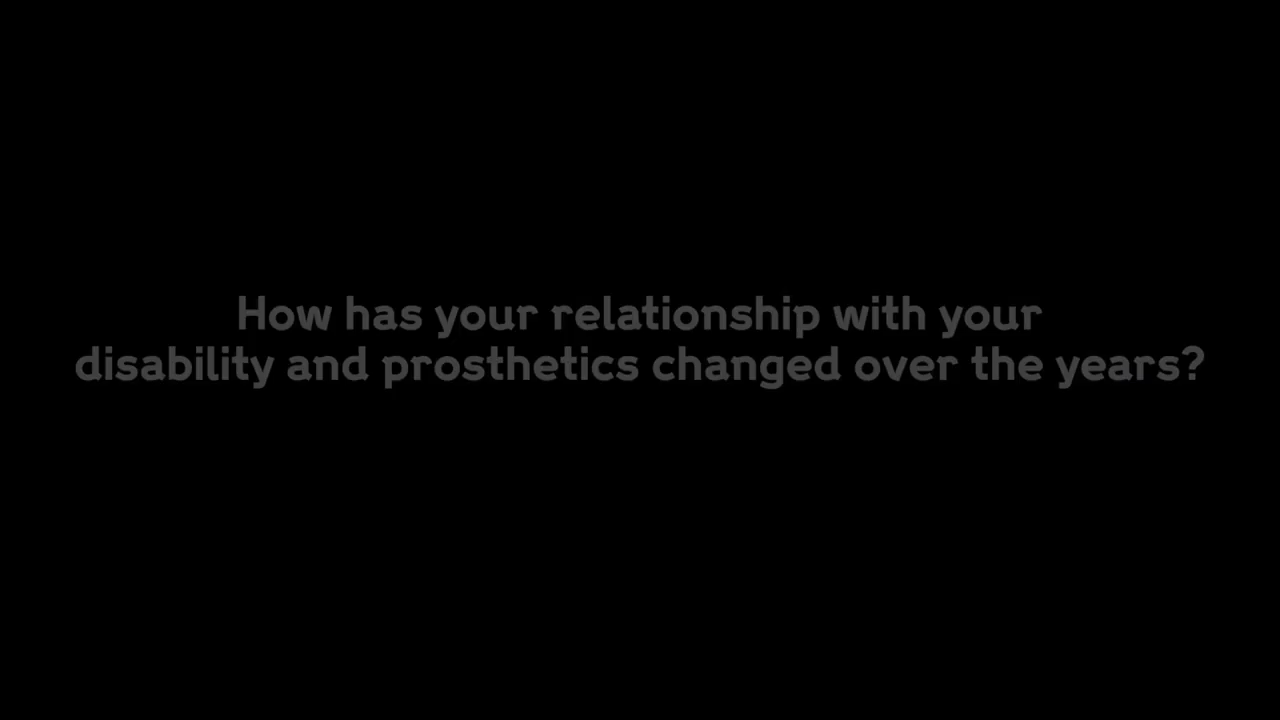 How has your relationship with your
disability and prosthetics changed over the years?